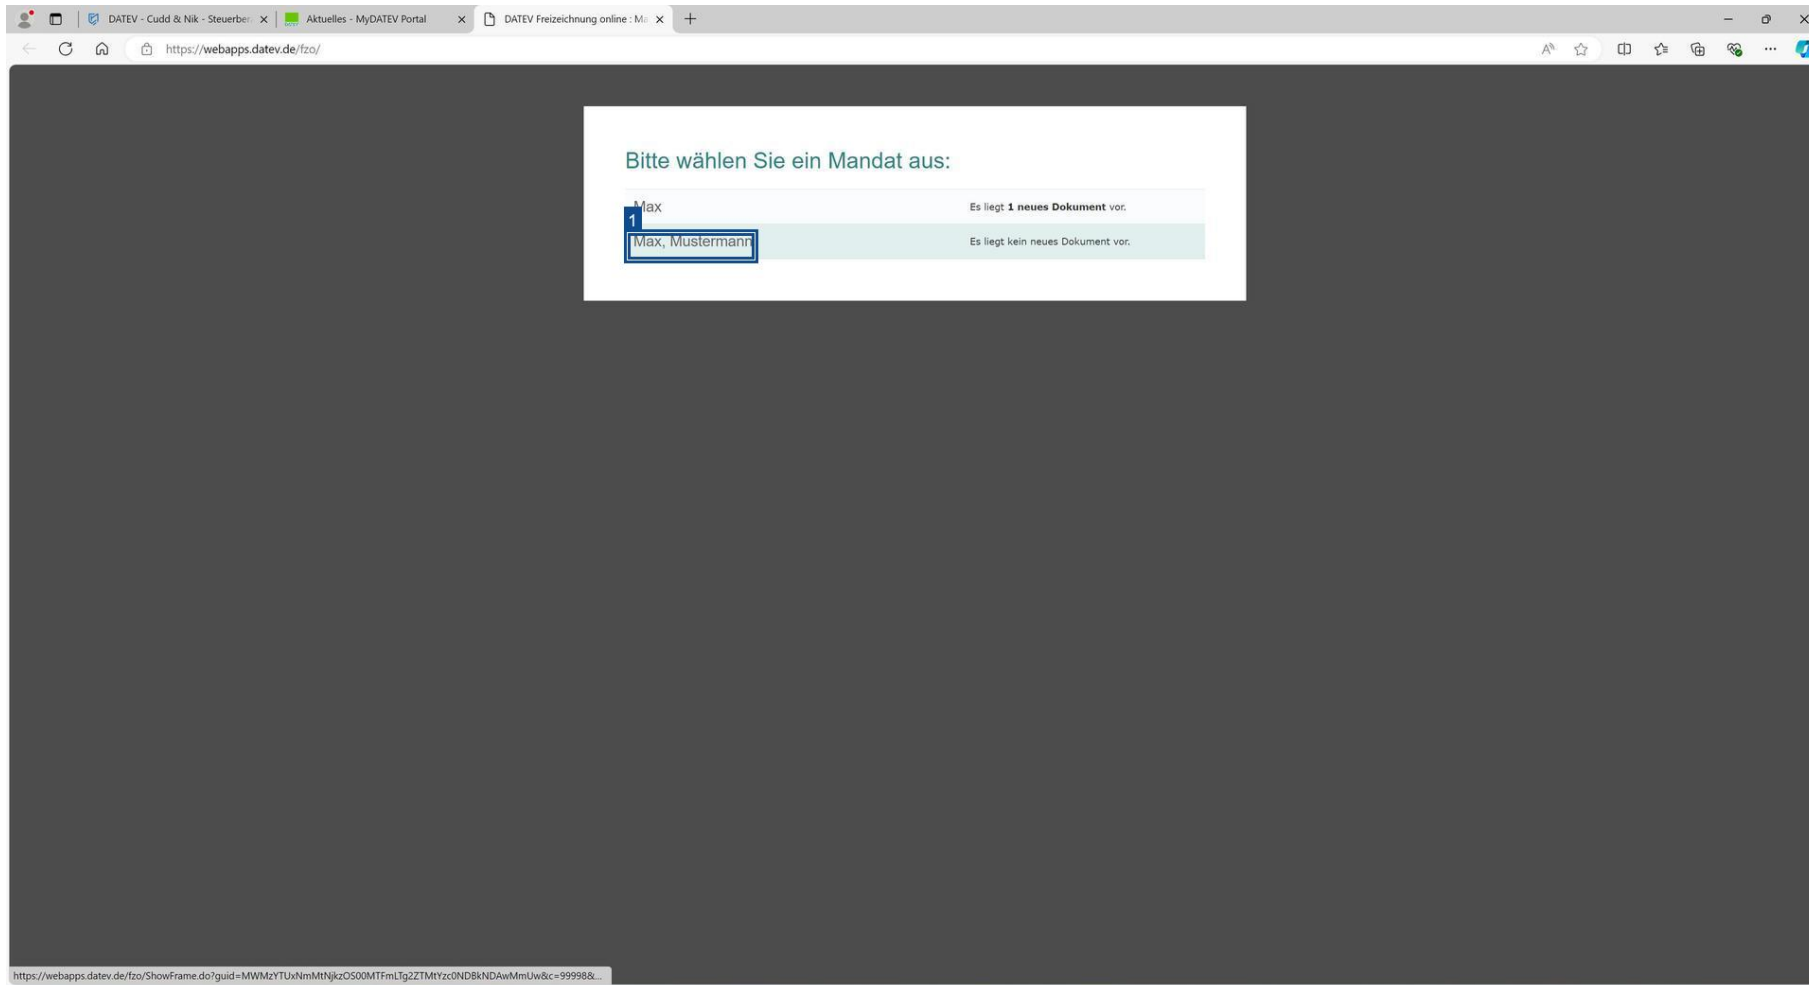 DATEV - Cudd & Nik - Steuerber
Aktuelles - MyDATEV Portal
DATEV Freizeichnung online : Ma
https://webapps.datev.de/fzo/
Bitte wählen Sie ein Mandat aus:
Max Es liegt 1 neues Dokument vor.
1
Max, Mustermann Es liegt kein neues Dokument vor.
https://webapps.datev.de/fzo/ShowFrame.do?guid=MWMzYTUxNmMtNjkzOS00MTFmLTg2ZTMtYzc0NDBkNDAwMmUw&c=99998&...